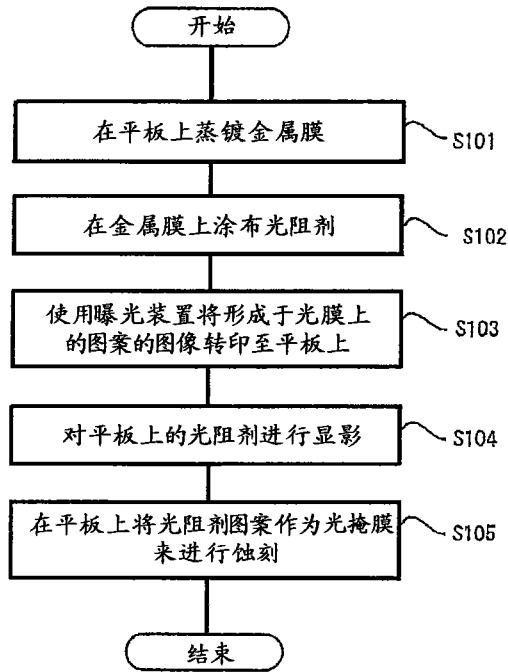 开始
在平板上蒸镀金属膜
S101
在金属膜上涂布光阻剂
S102
使用曝光装置将形成于光膜上
的图案的图像转印至平板上
S103
对平板上的光阻剂进行显影
S104
在平板上将光阻剂图案作为光掩膜
来进行蚀刻
S105
结束